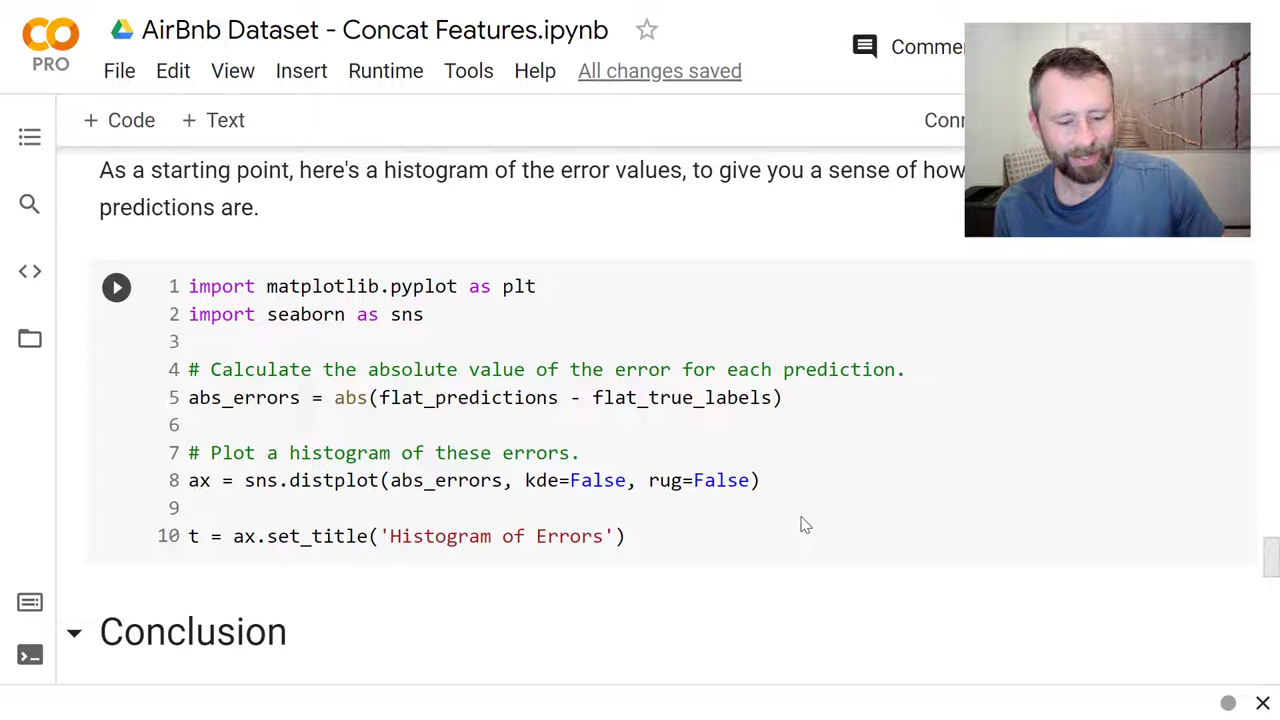 CO
PRO
AirBnb Dataset - Concat Features.ipynb
File Edit View Insert Runtime Tools Help All changes saved
+ Code + Text
As a starting point, here's a histogram of the error values, to give you a sense of how
predictions are.
1 import matplotlib.pyplot as plt
2 import seaborn as sns
3
4 # Calculate the absolute value of the error for each prediction.
5 abs_errors = abs(flat_predictions - flat_true_labels)
6
7 # Plot a histogram of these errors.
8 ax = sns.distplot(abs_errors, kde=False, rug=False)
9
10 t = ax.set_title('Histogram of Errors')
Conclusion